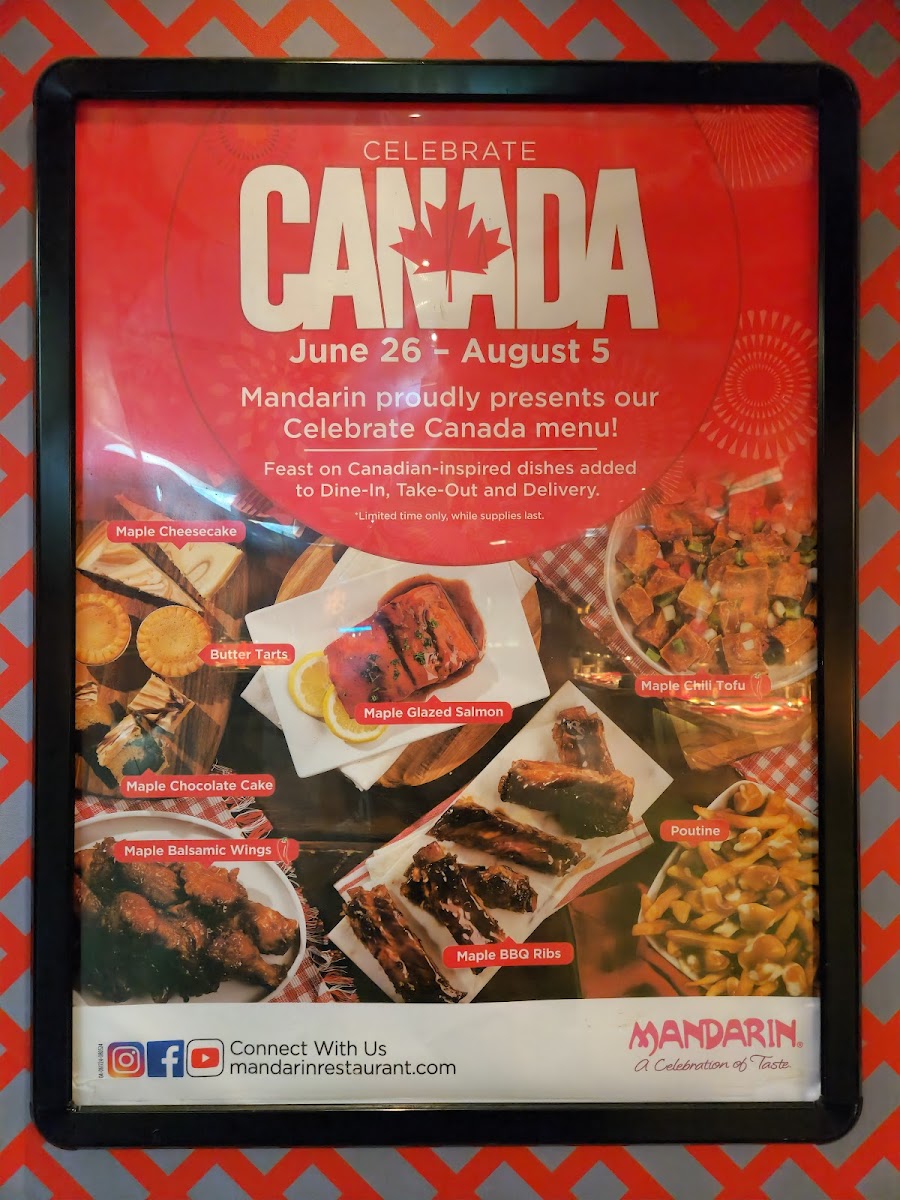 CELEBRATE
CANADA
June 26 – August 5
Mandarin proudly presents our
Celebrate Canada menu!
Feast on Canadian-inspired dishes added
to Dine-In, Take-Out and Delivery.
*Limited time only, while supplies last.
Maple Cheesecake
Butter Tarts
Maple Glazed Salmon
Maple Chili Tofu
Maple Chocolate Cake
Maple Balsamic Wings
Poutine
Maple BBQ Ribs
Connect With Us
mandarinrestaurant.com
MANDARIN®
A Celebration of Taste